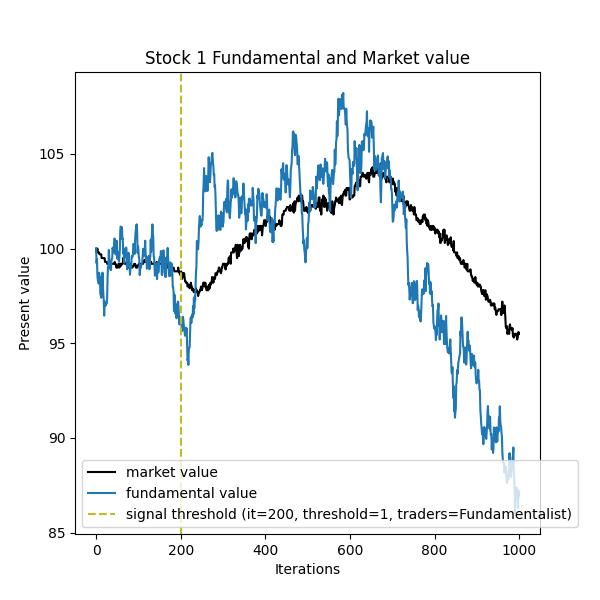 Stock 1 Fundamental and Market value
Present value
105
100
95
90
85
market value
fundamental value
signal threshold (it=200, threshold=1, traders=Fundamentalist)
0 200 400 600 800 1000
Iterations